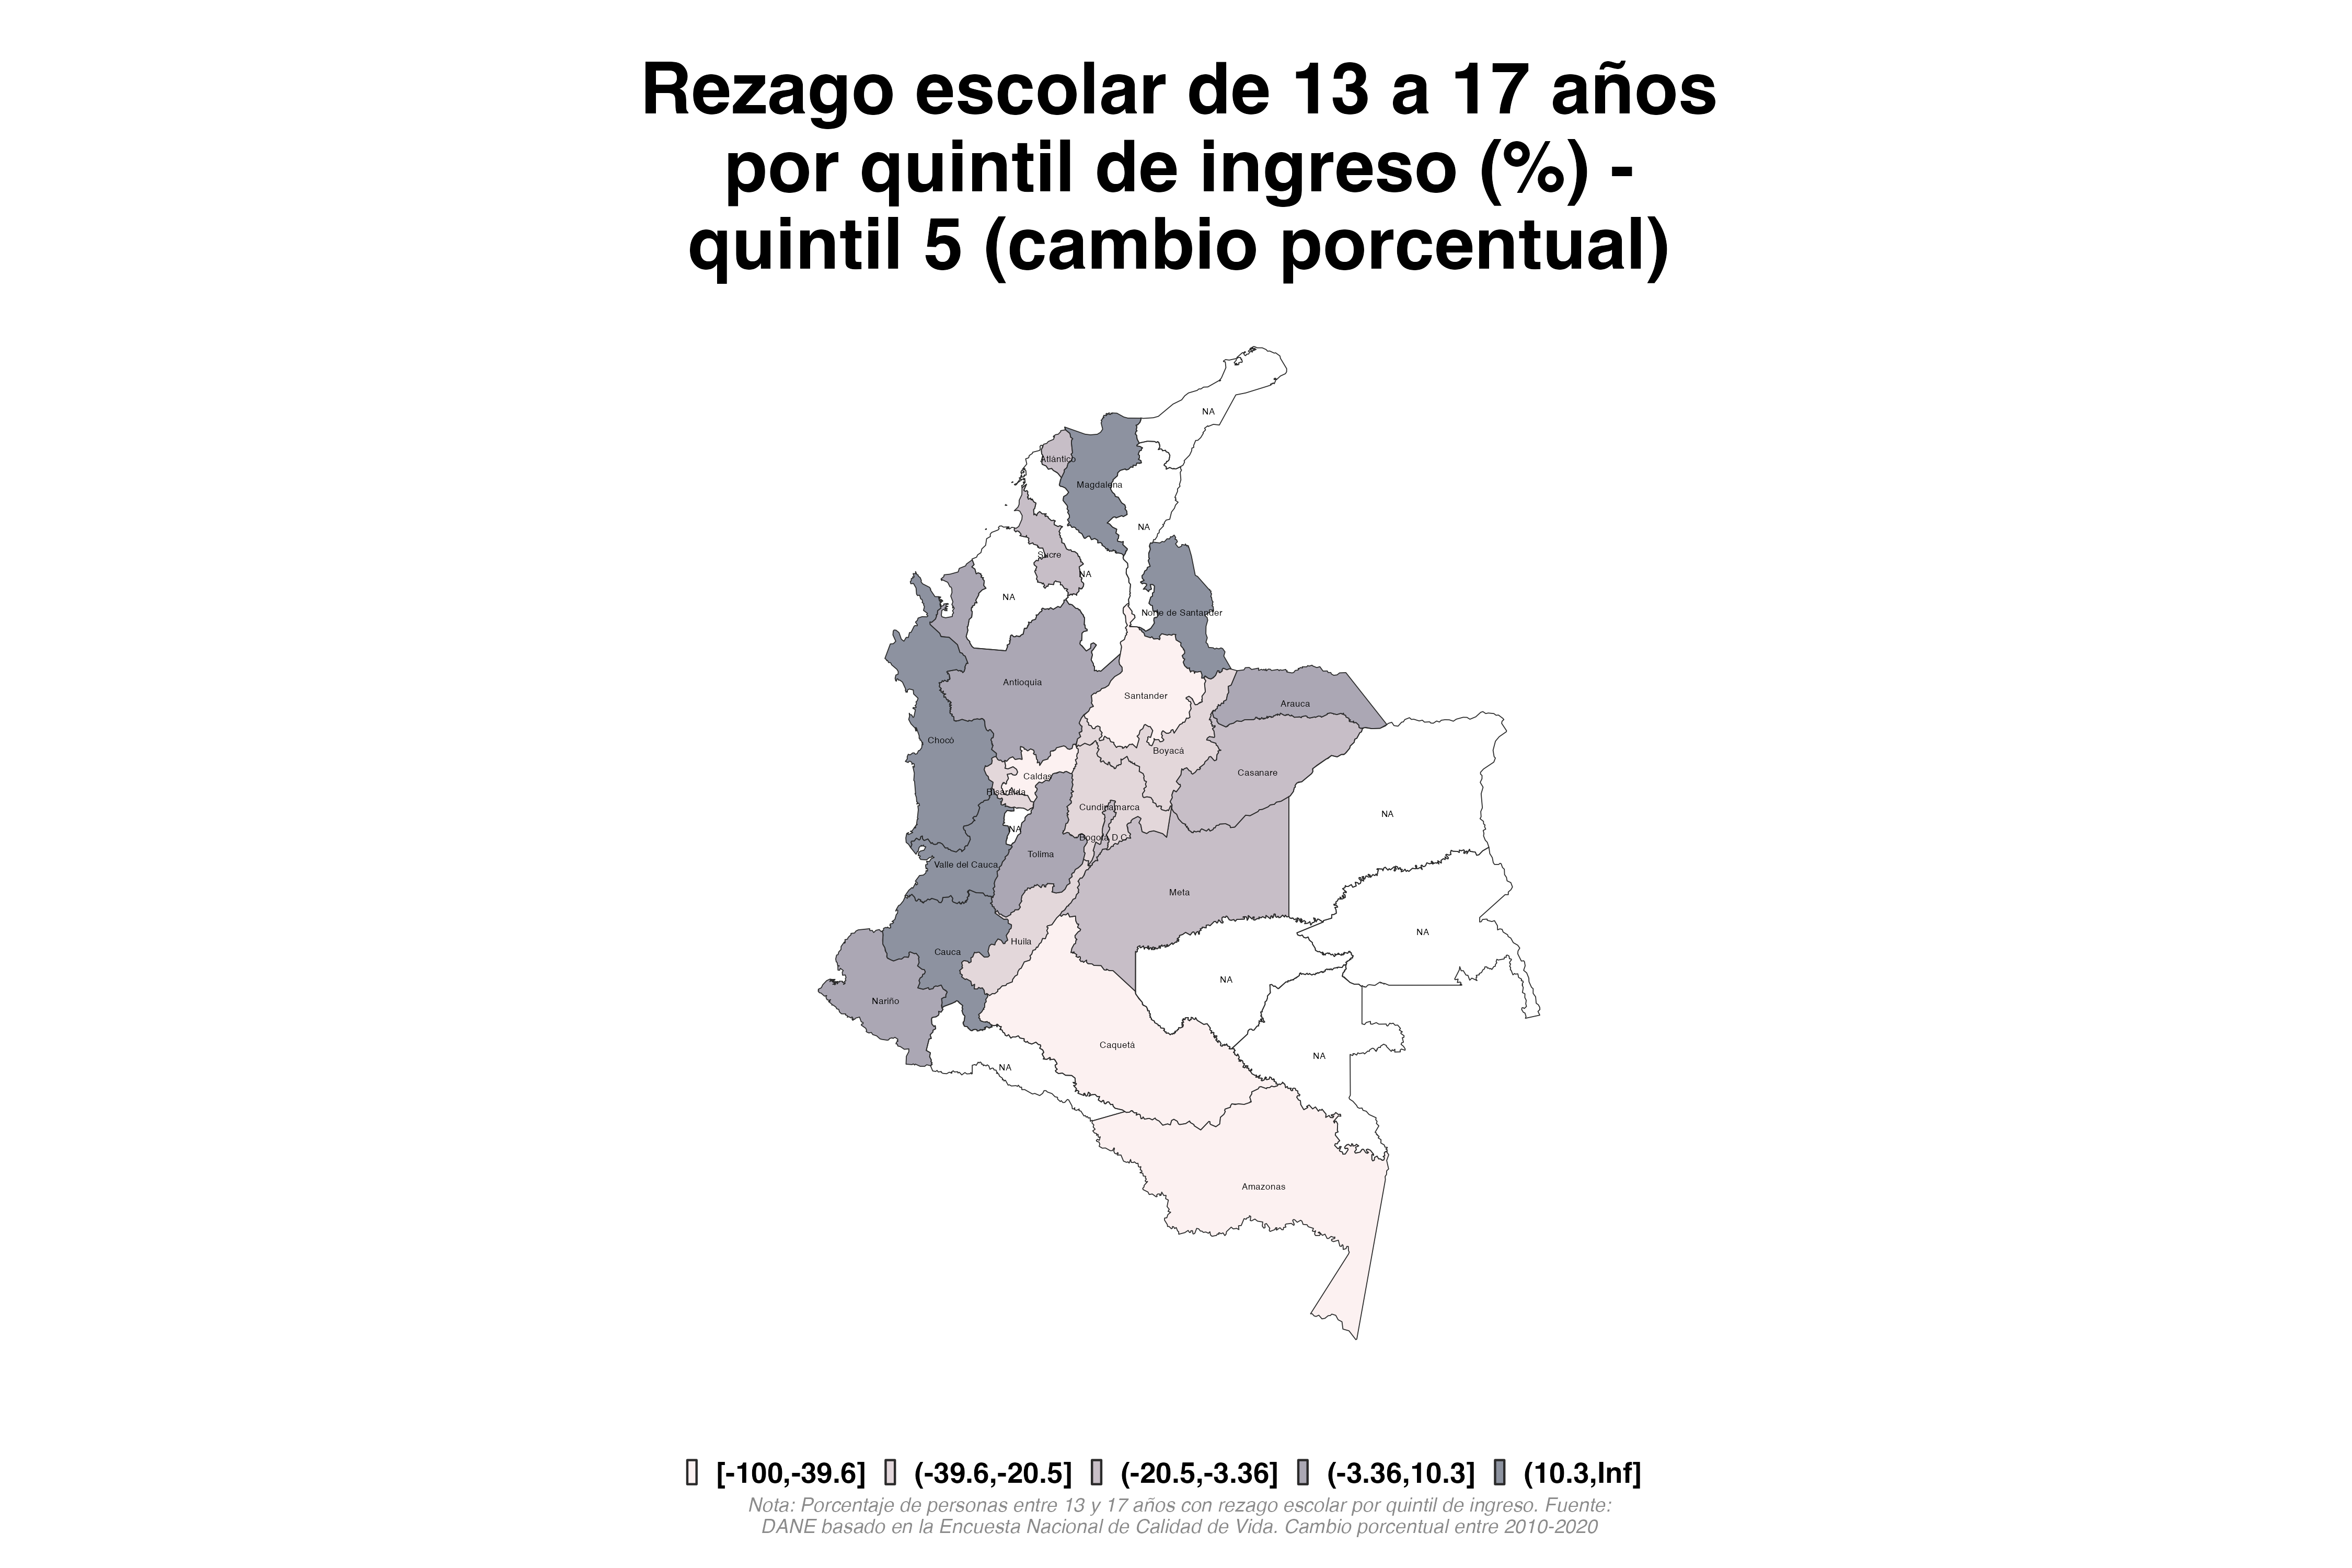 Rezago escolar de 13 a 17 años
por quintil de ingreso (%) -
quintil 5 (cambio porcentual)
NA
Atlántico
Magdalena
NA
Sucre
NA
NA
Norte de Santander
Antioquia
Santander
Arauca
Chocó
Boyacá
Casanare
Caldas
Risaralda
Cundinamarca
NA
NA
Bogotá D.C.
Tolima
Valle del Cauca
Meta
NA
Huila
Cauca
NA
Nariño
Caquetá
NA
NA
Amazonas
[-100,-39.6] (-39.6,-20.5] (-20.5,-3.36] (-3.36,10.3] (10.3,Inf]
Nota: Porcentaje de personas entre 13 y 17 años con rezago escolar por quintil de ingreso. Fuente:
DANE basado en la Encuesta Nacional de Calidad de Vida. Cambio porcentual entre 2010-2020